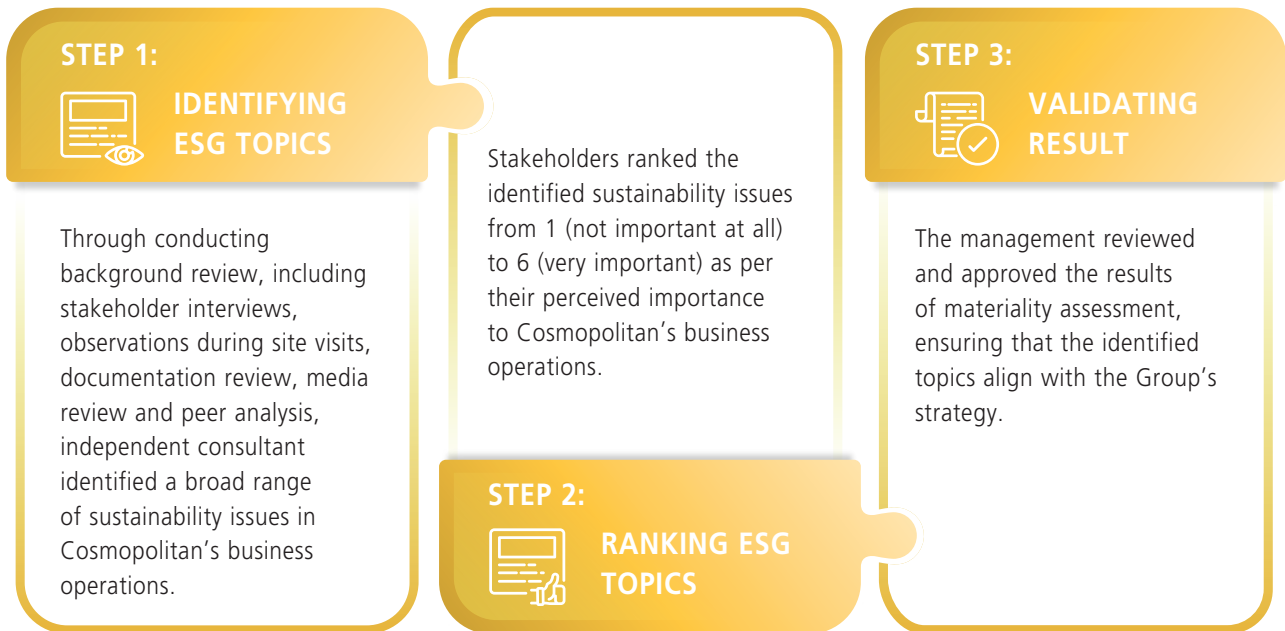 STEP 1:
IDENTIFYING
ESG TOPICS
Through conducting
background review, including
stakeholder interviews,
observations during site visits,
documentation review, media
review and peer analysis,
independent consultant
identified a broad range
of sustainability issues in
Cosmopolitan’s business
operations.
STEP 2:
RANKING ESG
TOPICS
Stakeholders ranked the
identified sustainability issues
from 1 (not important at all)
to 6 (very important) as per
their perceived importance
to Cosmopolitan’s business
operations.
STEP 3:
VALIDATING
RESULT
The management reviewed
and approved the results
of materiality assessment,
ensuring that the identified
topics align with the Group’s
strategy.